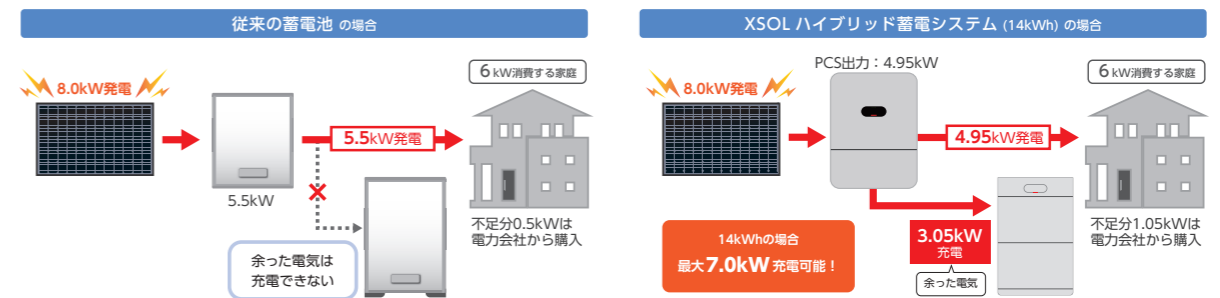 従来の蓄電池 の場合
8.0kW発電
5.5kW
5.5kW発電
余った電気は
充電できない
6kW消費する家庭
不足分0.5kWは
電力会社から購入
XSOL ハイブリッド蓄電システム (14kWh) の場合
8.0kW発電
PCS出力：4.95kW
4.95kW発電
14kWhの場合
最大7.0kW充電可能！
3.05kW
充電
余った電気
6kW消費する家庭
不足分1.05kWは
電力会社から購入